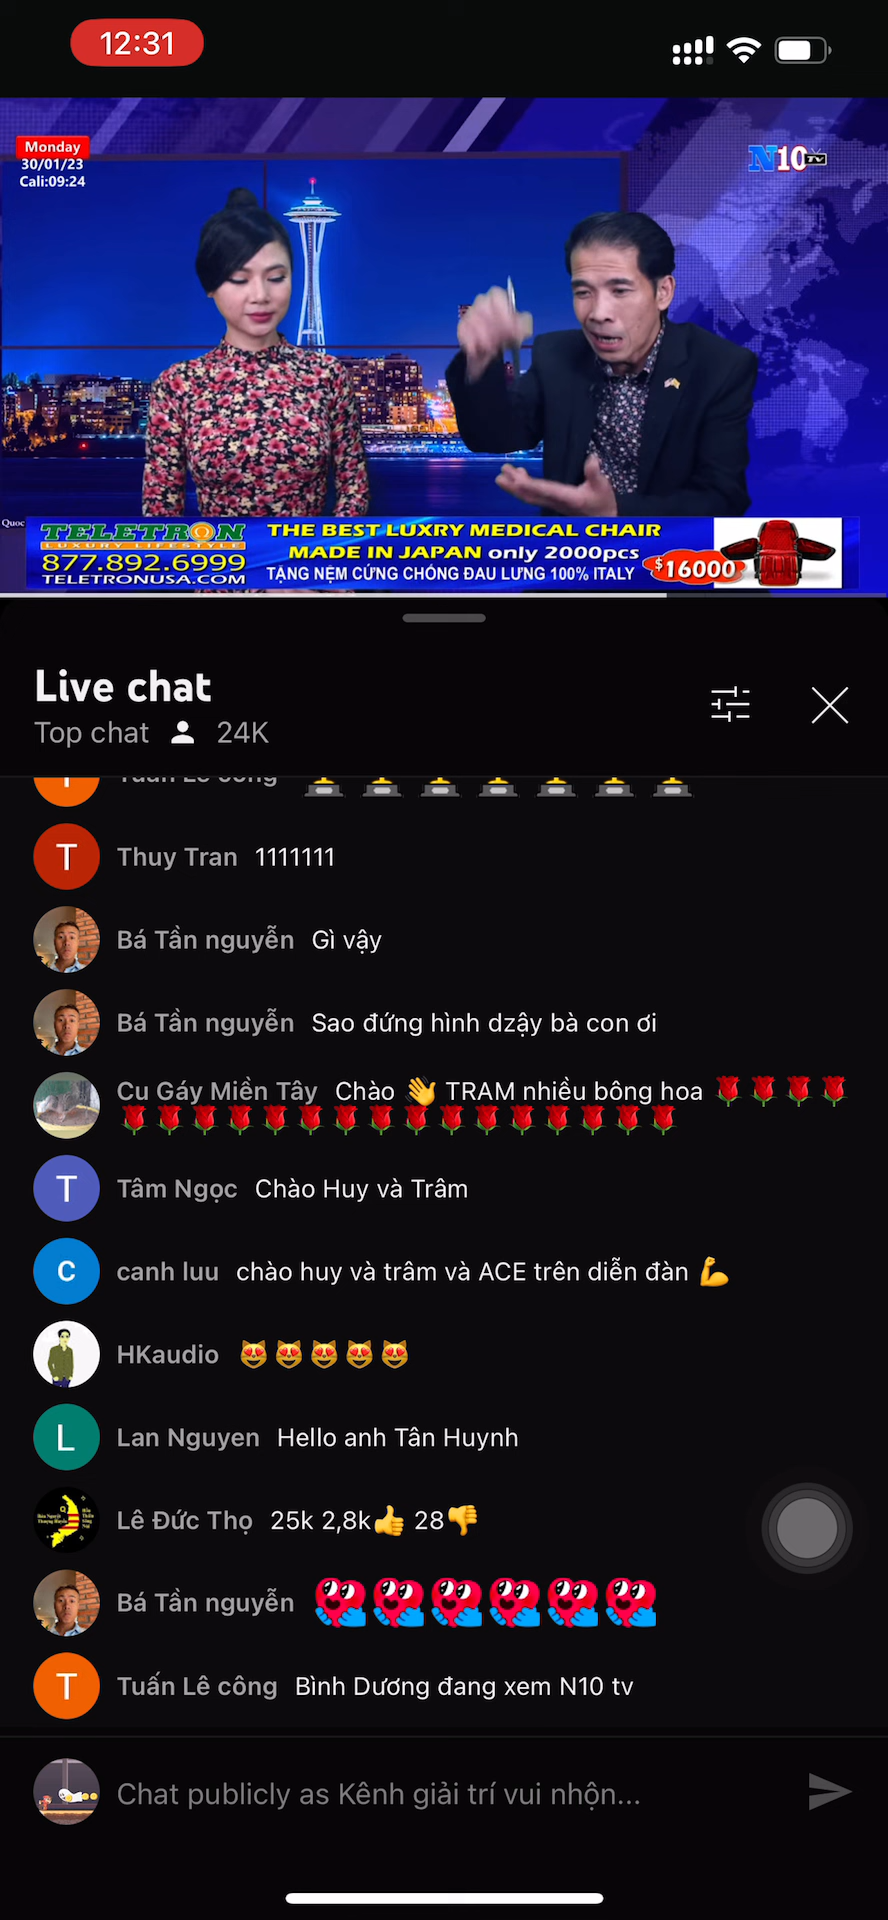 12:31
Monday
30/01/23
Cali:09:24
N10 TV
Quoc
TELETRON
LUXURY LIFESTYLE
877.892.6999
TELETRONUSA.COM
THE BEST LUXRY MEDICAL CHAIR
MADE IN JAPAN only 2000pcs
TẶNG NỆM CỨNG CHỐNG ĐAU LƯNG 100% ITALY
$16000
Live chat
Top chat 24K
Tuấn Lê công
T Thuy Tran 1111111
Bá Tần nguyễn Gì vậy
Bá Tần nguyễn Sao đứng hình dzậy bà con ơi
Cu Gáy Miền Tây Chào 👋 TRAM nhiều bông hoa 🌹🌹🌹🌹
🌹🌹🌹🌹🌹🌹🌹🌹🌹🌹🌹🌹🌹🌹🌹🌹
T Tâm Ngọc Chào Huy và Trâm
C canh luu chào huy và trâm và ACE trên diễn đàn 💪
HKaudio 😻😻😻😻😻
L Lan Nguyen Hello anh Tân Huynh
Lê Đức Thọ 25k 2,8k👍 28👎
Bá Tần nguyễn
T Tuấn Lê công Bình Dương đang xem N10 tv
Chat publicly as Kênh giải trí vui nhộn...